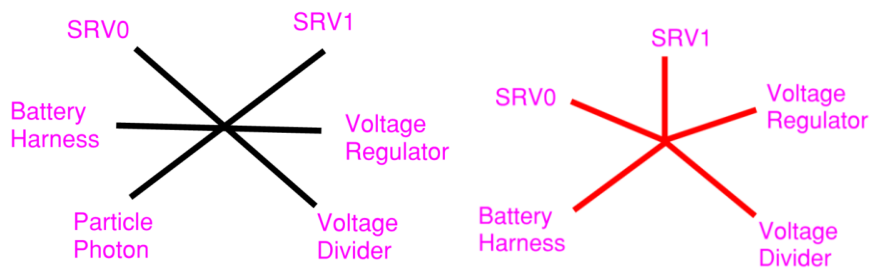 SRV0
SRV1
Battery
Harness
Voltage
Regulator
Particle
Photon
Voltage
Divider
SRV1
SRV0
Voltage
Regulator
Battery
Harness
Voltage
Divider